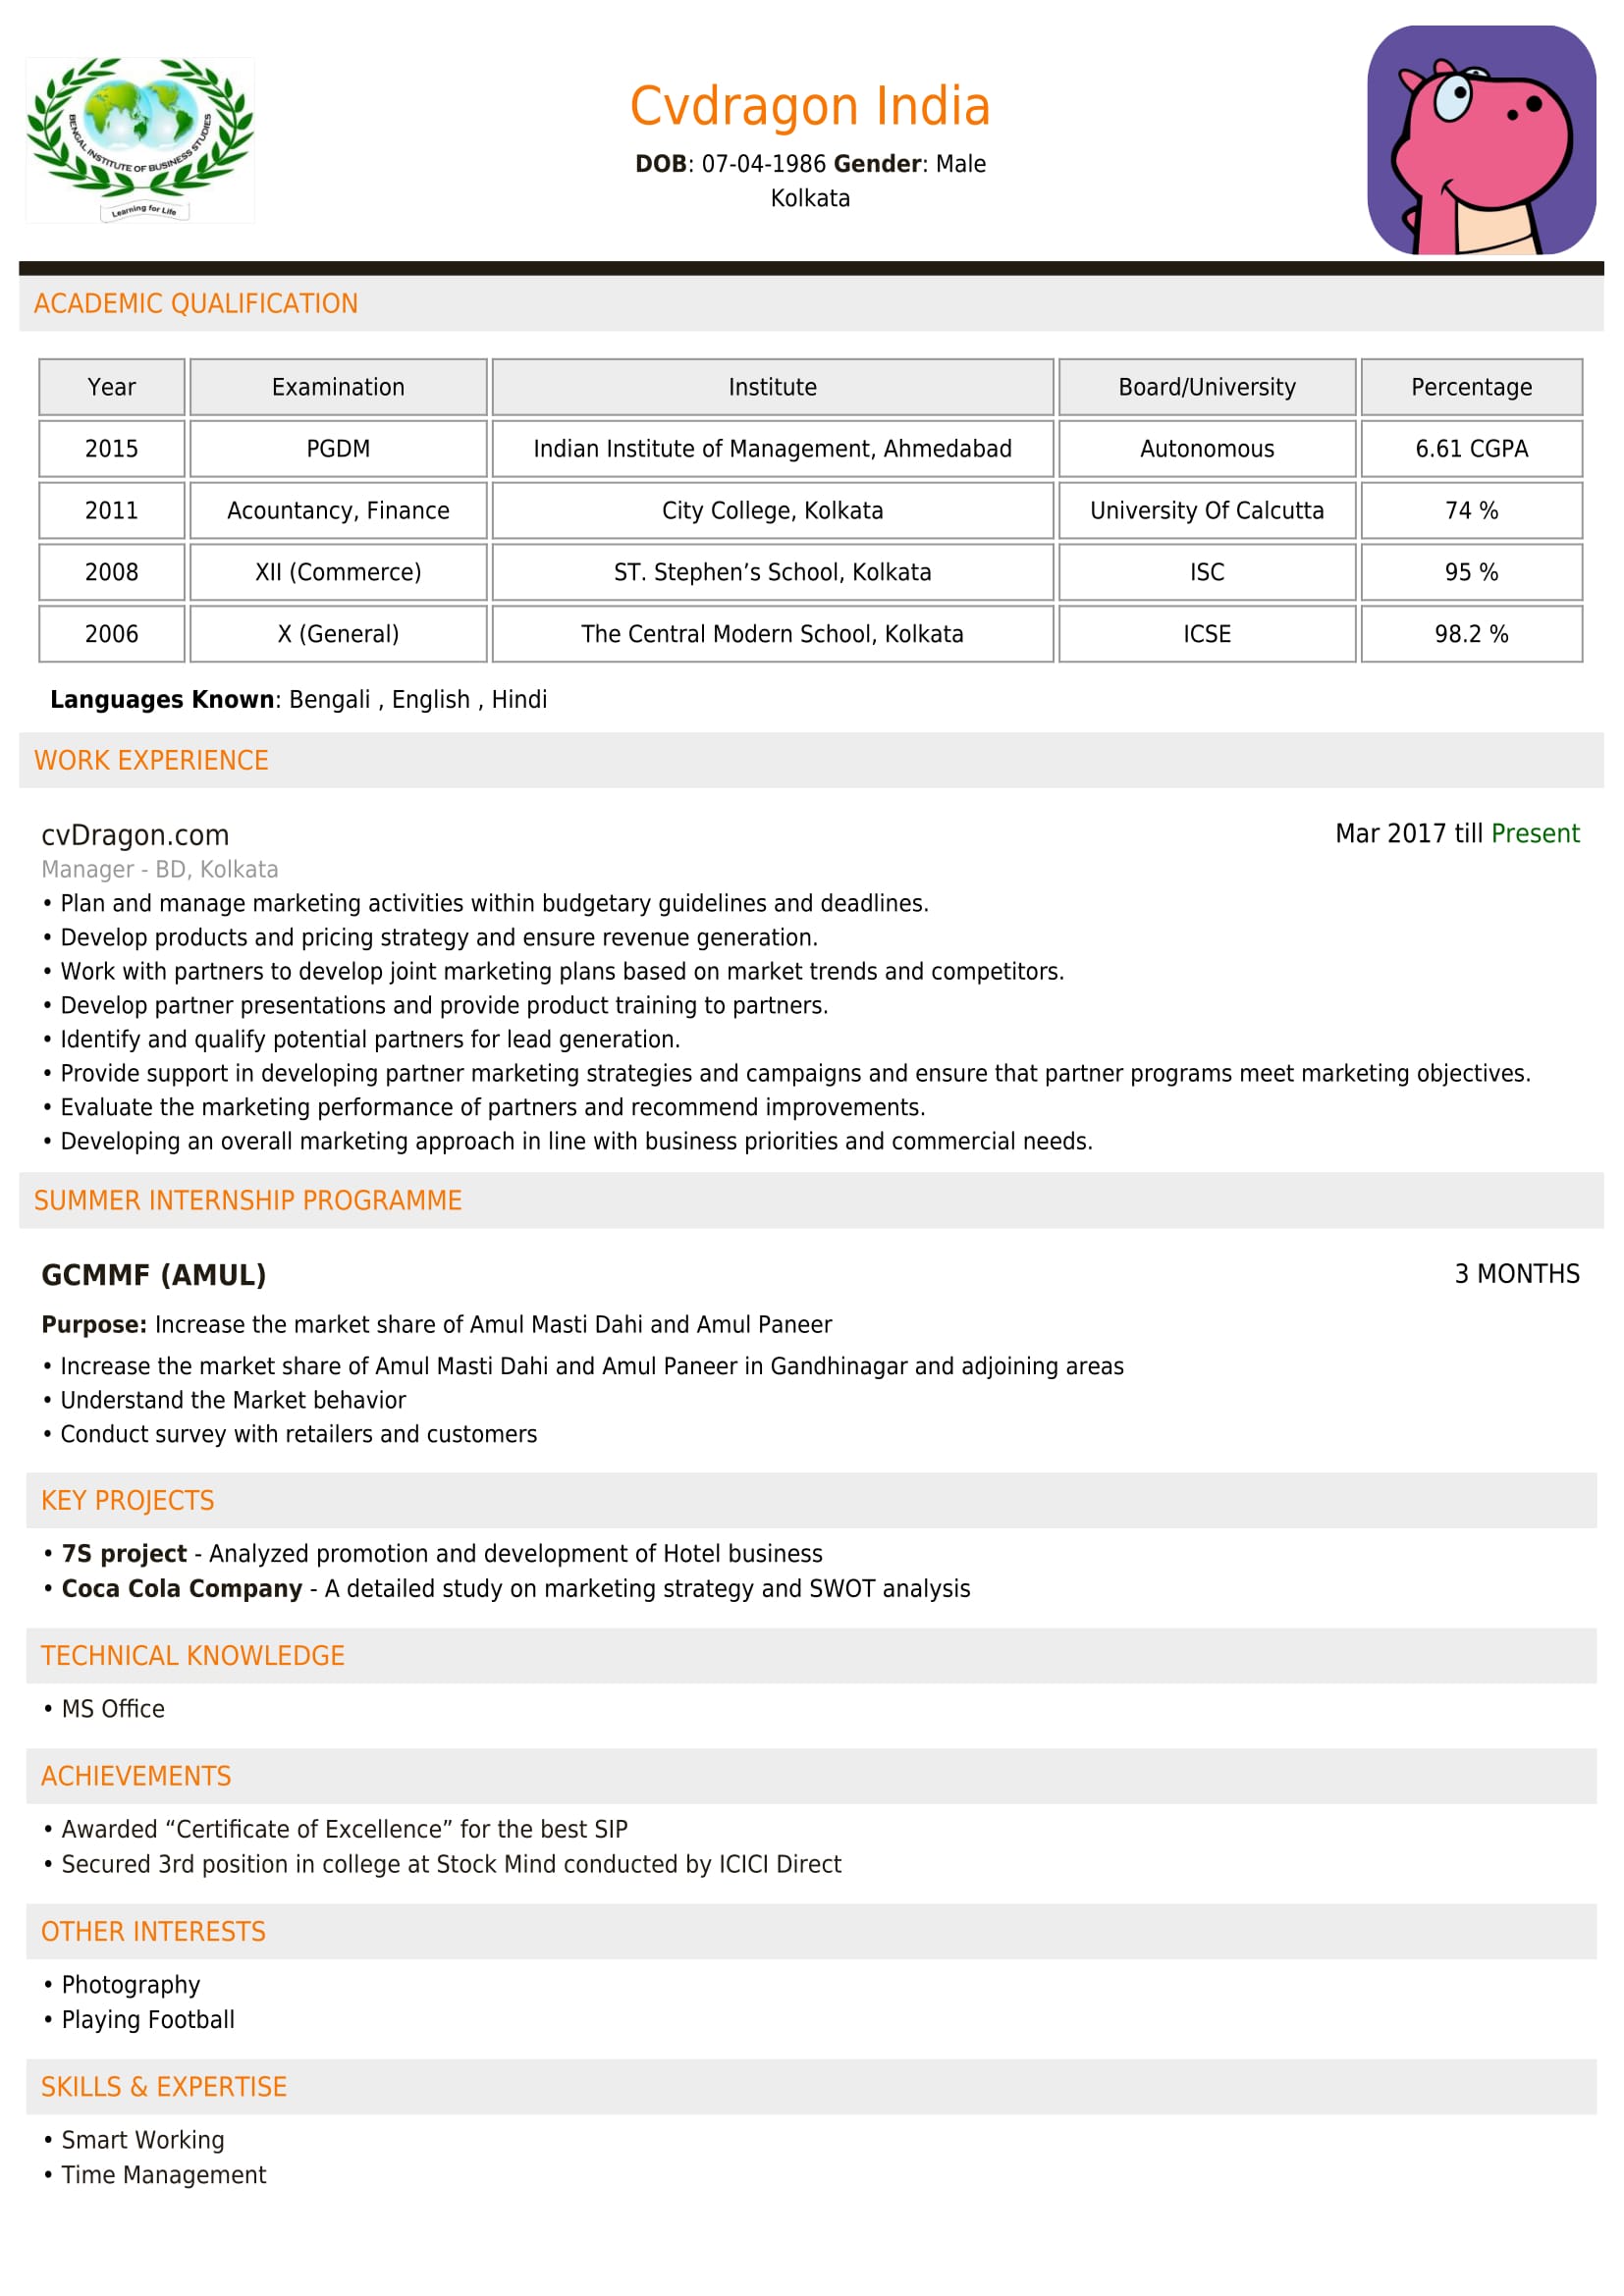 BENGAL INSTITUTE OF BUSINESS STUDIES
Learning for Life
Cvdragon India
DOB: 07-04-1986 Gender: Male
Kolkata
ACADEMIC QUALIFICATION
Year Examination Institute Board/University Percentage
2015 PGDM Indian Institute of Management, Ahmedabad Autonomous 6.61 CGPA
2011 Acountancy, Finance City College, Kolkata University Of Calcutta 74 %
2008 XII (Commerce) ST. Stephen’s School, Kolkata ISC 95 %
2006 X (General) The Central Modern School, Kolkata ICSE 98.2 %
Languages Known: Bengali , English , Hindi
WORK EXPERIENCE
cvDragon.com Mar 2017 till Present
Manager - BD, Kolkata
• Plan and manage marketing activities within budgetary guidelines and deadlines.
• Develop products and pricing strategy and ensure revenue generation.
• Work with partners to develop joint marketing plans based on market trends and competitors.
• Develop partner presentations and provide product training to partners.
• Identify and qualify potential partners for lead generation.
• Provide support in developing partner marketing strategies and campaigns and ensure that partner programs meet marketing objectives.
• Evaluate the marketing performance of partners and recommend improvements.
• Developing an overall marketing approach in line with business priorities and commercial needs.
SUMMER INTERNSHIP PROGRAMME
GCMMF (AMUL) 3 MONTHS
Purpose: Increase the market share of Amul Masti Dahi and Amul Paneer
• Increase the market share of Amul Masti Dahi and Amul Paneer in Gandhinagar and adjoining areas
• Understand the Market behavior
• Conduct survey with retailers and customers
KEY PROJECTS
• 7S project - Analyzed promotion and development of Hotel business
• Coca Cola Company - A detailed study on marketing strategy and SWOT analysis
TECHNICAL KNOWLEDGE
• MS Office
ACHIEVEMENTS
• Awarded “Certificate of Excellence” for the best SIP
• Secured 3rd position in college at Stock Mind conducted by ICICI Direct
OTHER INTERESTS
• Photography
• Playing Football
SKILLS & EXPERTISE
• Smart Working
• Time Management